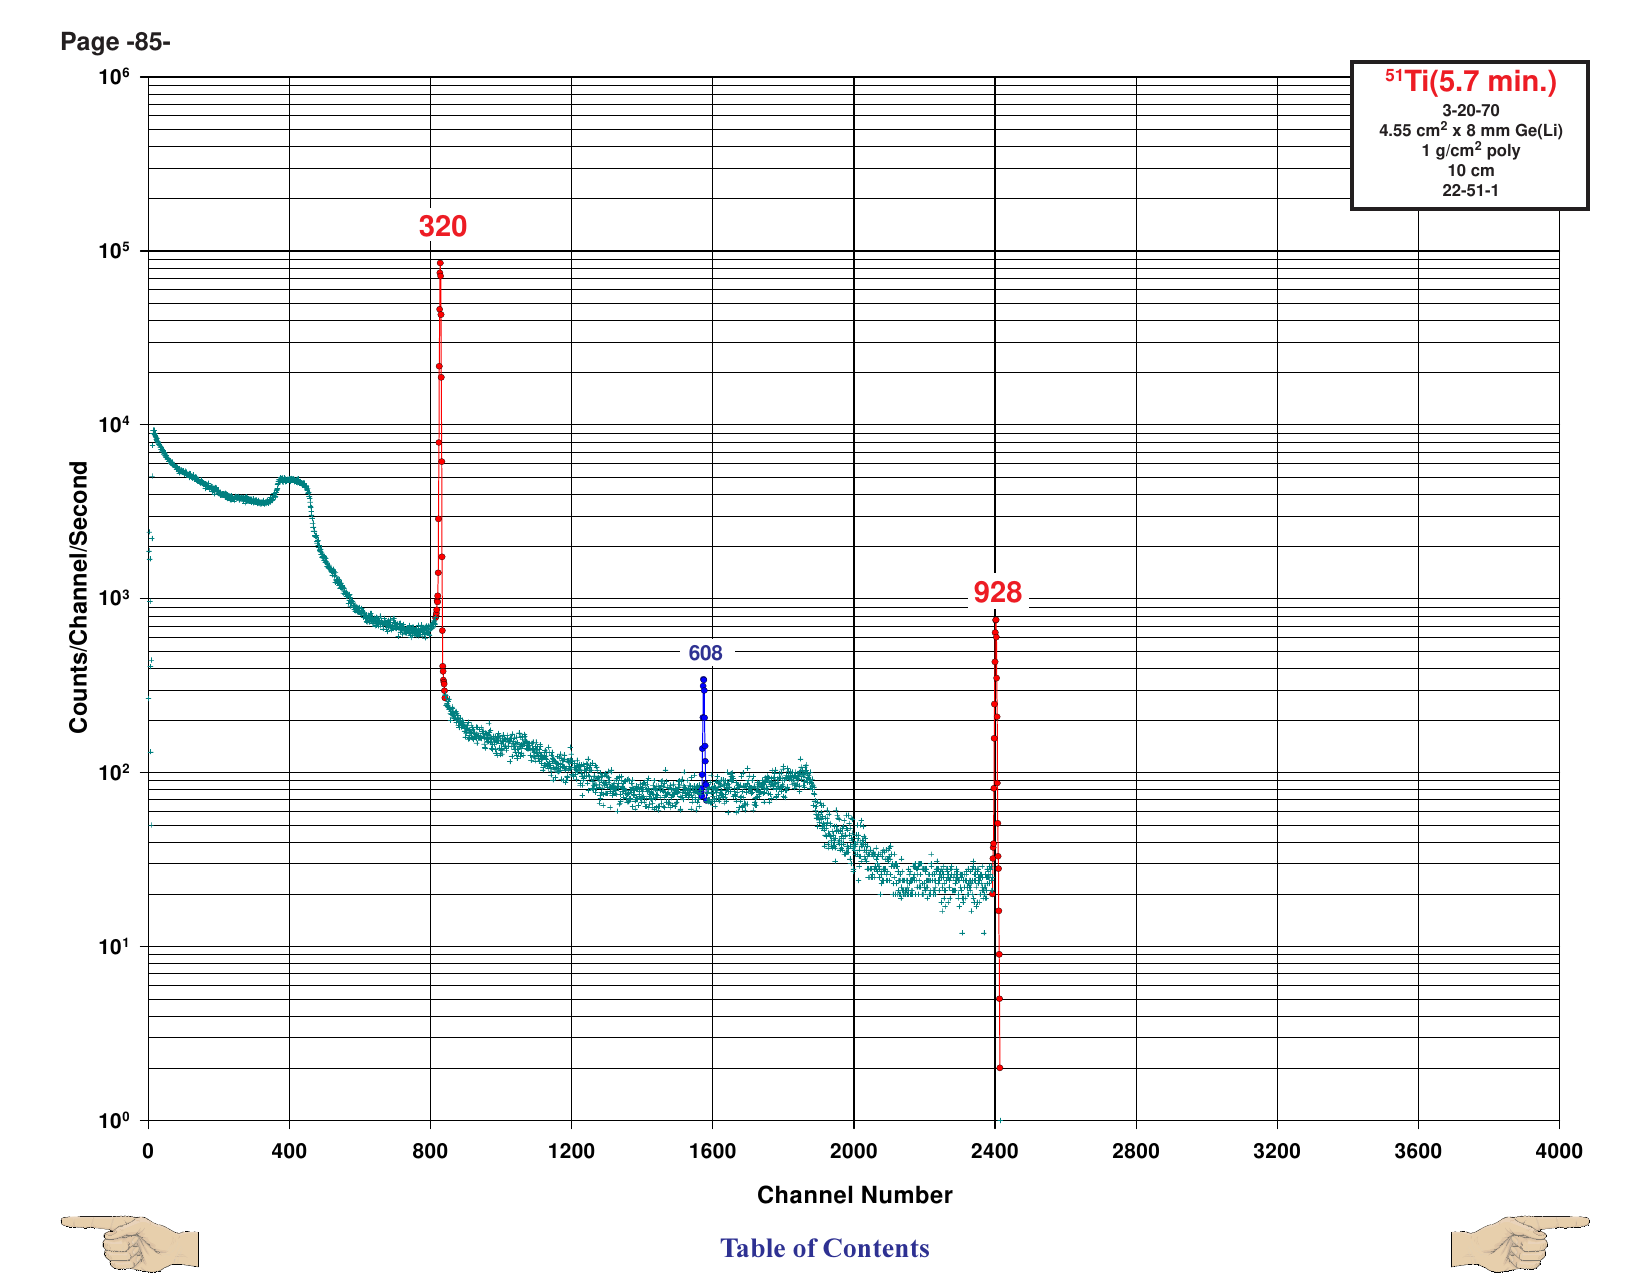 Page -85-
⁵¹Ti(5.7 min.)
3-20-70
4.55 cm² x 8 mm Ge(Li)
1 g/cm² poly
10 cm
22-51-1
10⁶
10⁵
10⁴
10³
10²
10¹
10⁰
Counts/Channel/Second
320
608
928
0 400 800 1200 1600 2000 2400 2800 3200 3600 4000
Channel Number
Table of Contents